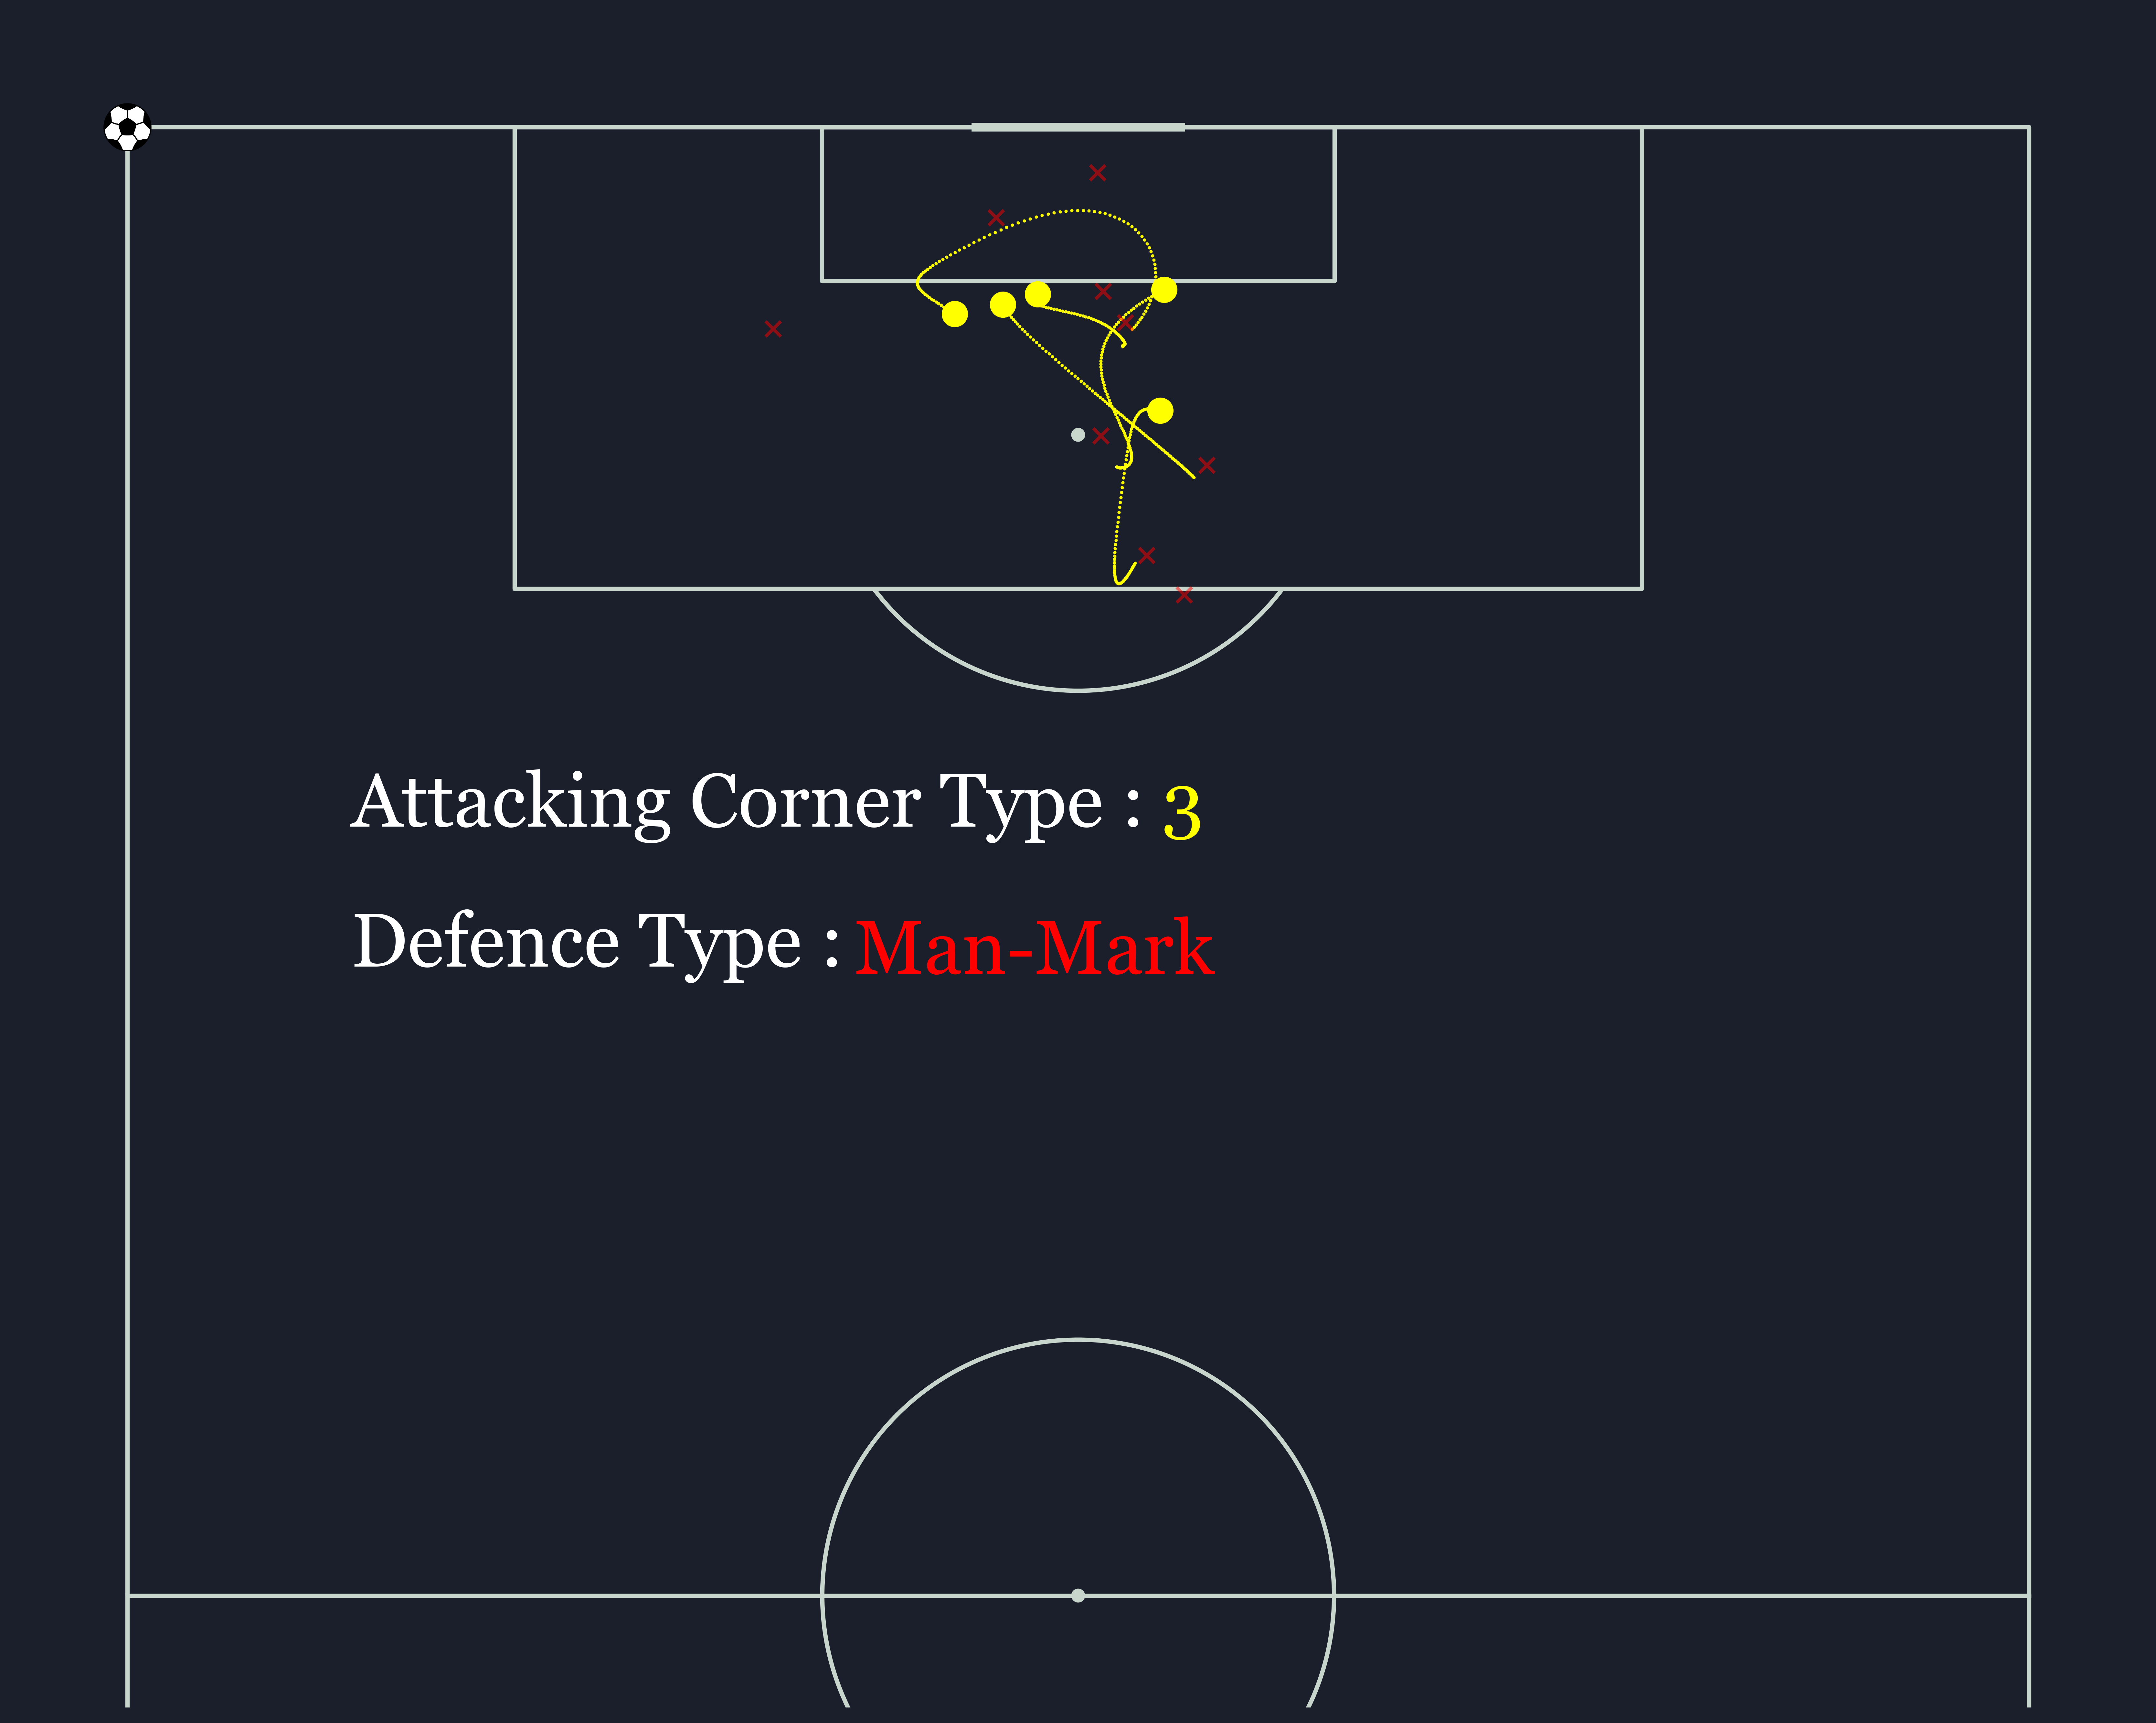 Attacking Corner Type : 3
Defence Type : Man-Mark